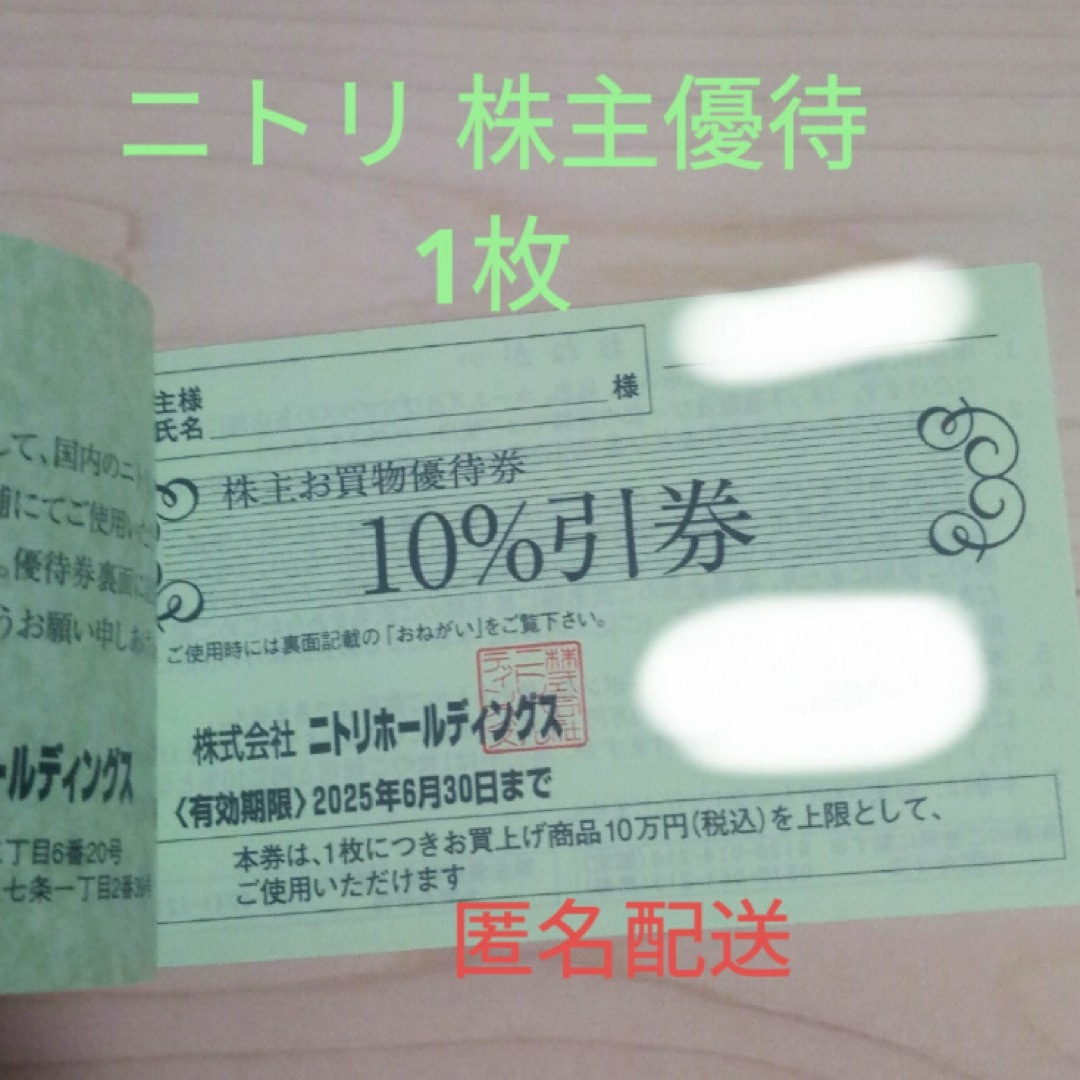 ニトリ 株主優待
1枚
主様
氏名
様
株主お買物優待券
10%引券
ご使用時には裏面記載の「おねがい」をご覧下さい。
株式会社 ニトリホールディングス
〈有効期限〉2025年6月30日まで
本券は、1枚につきお買上げ商品10万円(税込)を上限として、
ご使用いただけます
匿名配送
して、国内のニト
舗にてご使用いた
。優待券裏面に
うお願い申しあげ
ールディングス
丁目6番20号
七条一丁目2番39号